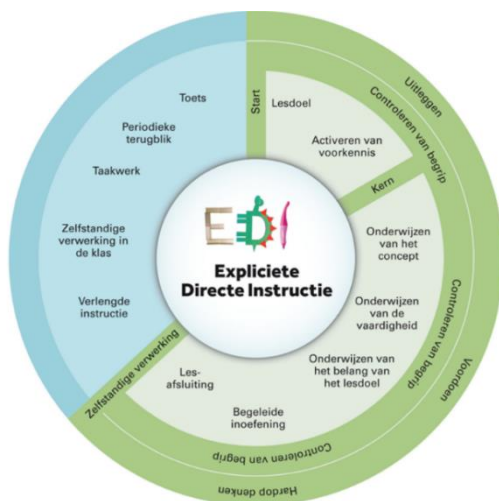 Start
Lesdoel
Activeren van
voorkennis
Kern
Onderwijzen
van het
concept
Onderwijzen
van de
vaardigheid
Onderwijzen van
het belang van
het lesdoel
Begeleide
inoefening
Les-
afsluiting
Zelfstandige verwerking
Verlengde
instructie
Zelfstandige
verwerking in
de klas
Taakwerk
Periodieke
terugblik
Toets
EDI
Expliciete
Directe Instructie
Uitleggen
Controleren van begrip
Voordoen
Controleren van begrip
Hardop denken
Controleren van begrip